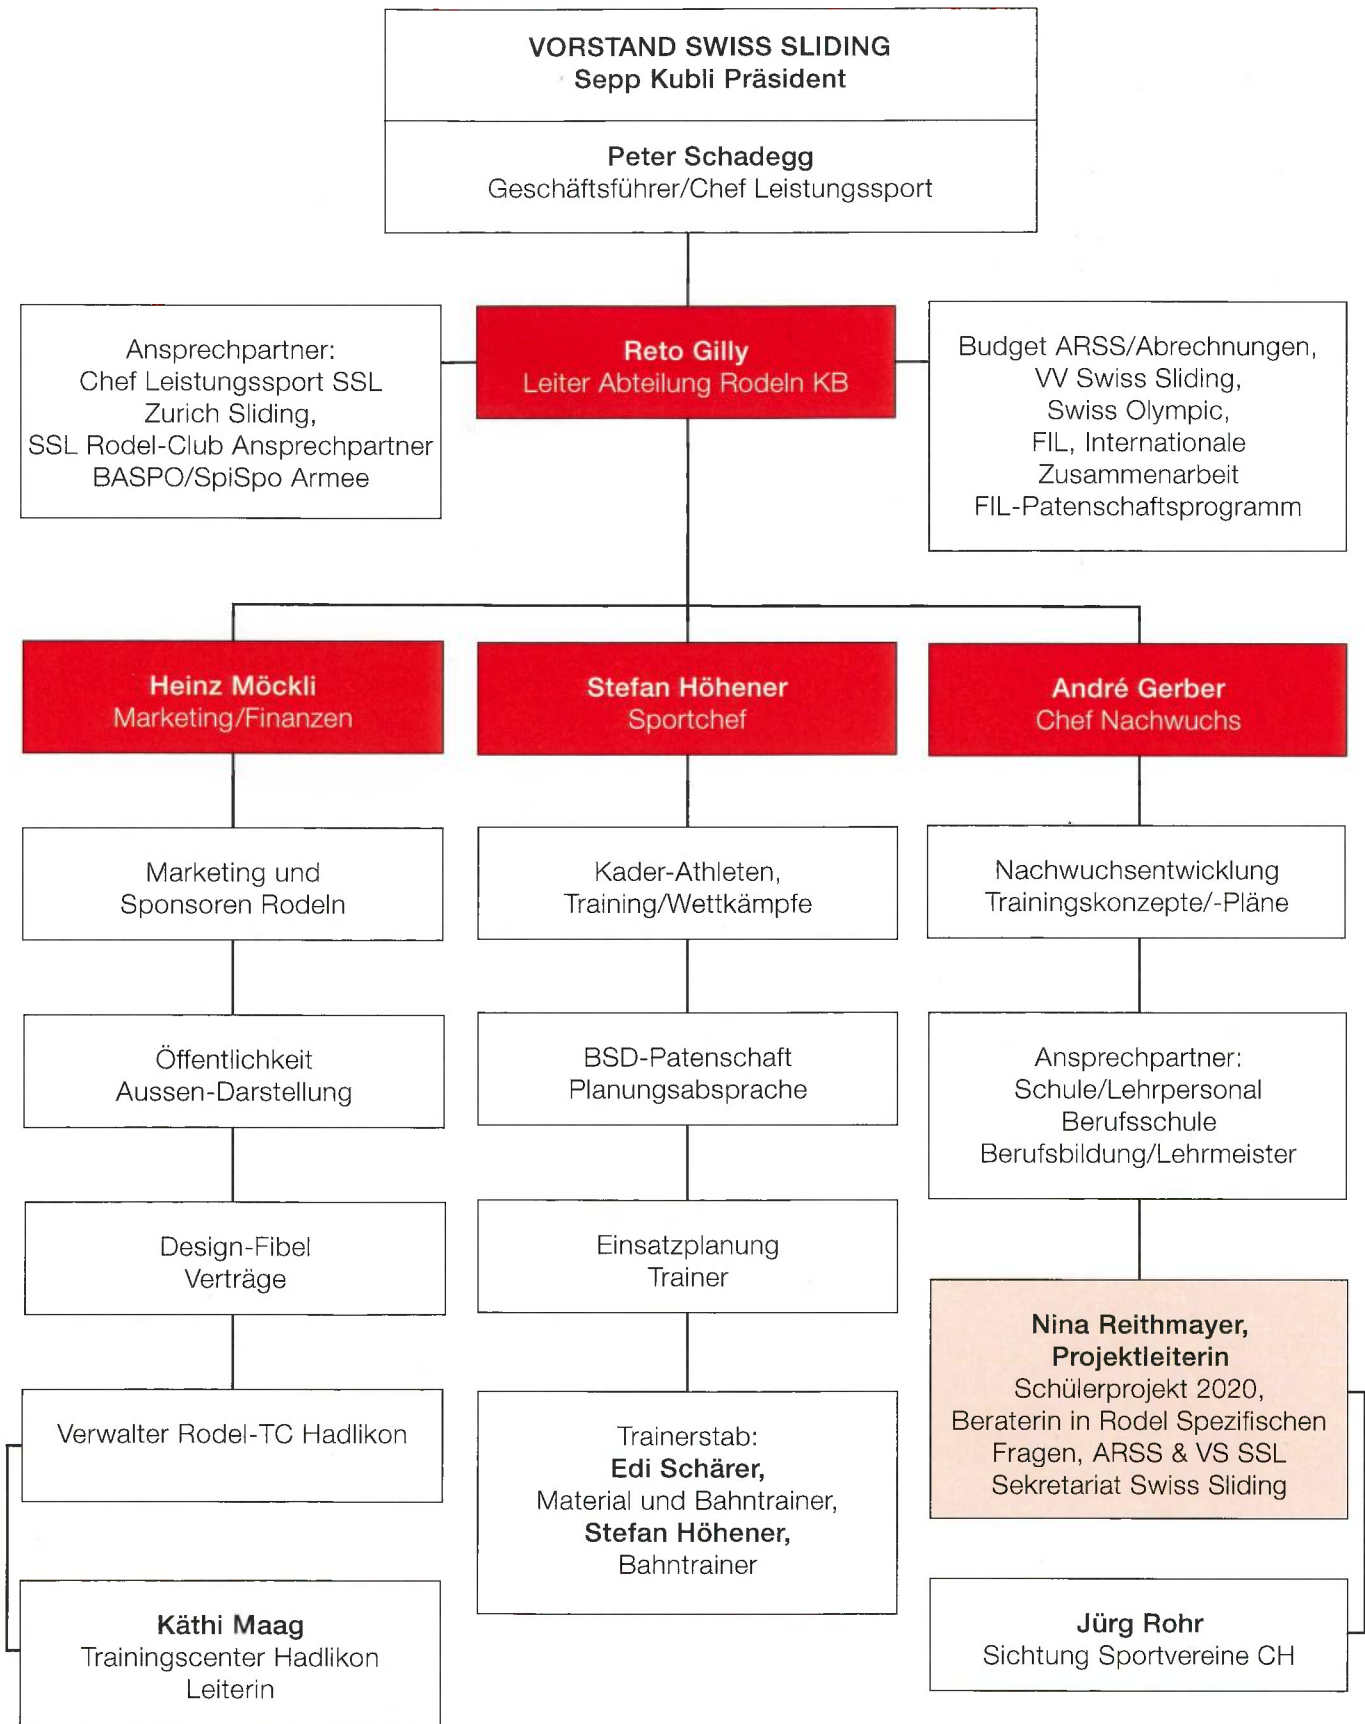 VORSTAND SWISS SLIDING
Sepp Kubli Präsident
Peter Schadegg
Geschäftsführer/Chef Leistungssport
Ansprechpartner:
Chef Leistungssport SSL
Zurich Sliding,
SSL Rodel-Club Ansprechpartner
BASPO/SpiSpo Armee
Reto Gilly
Leiter Abteilung Rodeln KB
Budget ARSS/Abrechnungen,
VV Swiss Sliding,
Swiss Olympic,
FIL, Internationale
Zusammenarbeit
FIL-Patenschaftsprogramm
Heinz Möckli
Marketing/Finanzen
Marketing und
Sponsoren Rodeln
Öffentlichkeit
Aussen-Darstellung
Design-Fibel
Verträge
Verwalter Rodel-TC Hadlikon
Käthi Maag
Trainingscenter Hadlikon
Leiterin
Stefan Höhener
Sportchef
Kader-Athleten,
Training/Wettkämpfe
BSD-Patenschaft
Planungsabsprache
Einsatzplanung
Trainer
Trainerstab:
Edi Schärer,
Material und Bahntrainer,
Stefan Höhener,
Bahntrainer
André Gerber
Chef Nachwuchs
Nachwuchsentwicklung
Trainingskonzepte/-Pläne
Ansprechpartner:
Schule/Lehrpersonal
Berufsschule
Berufsbildung/Lehrmeister
Nina Reithmayer,
Projektleiterin
Schülerprojekt 2020,
Beraterin in Rodel Spezifischen
Fragen, ARSS & VS SSL
Sekretariat Swiss Sliding
Jürg Rohr
Sichtung Sportvereine CH